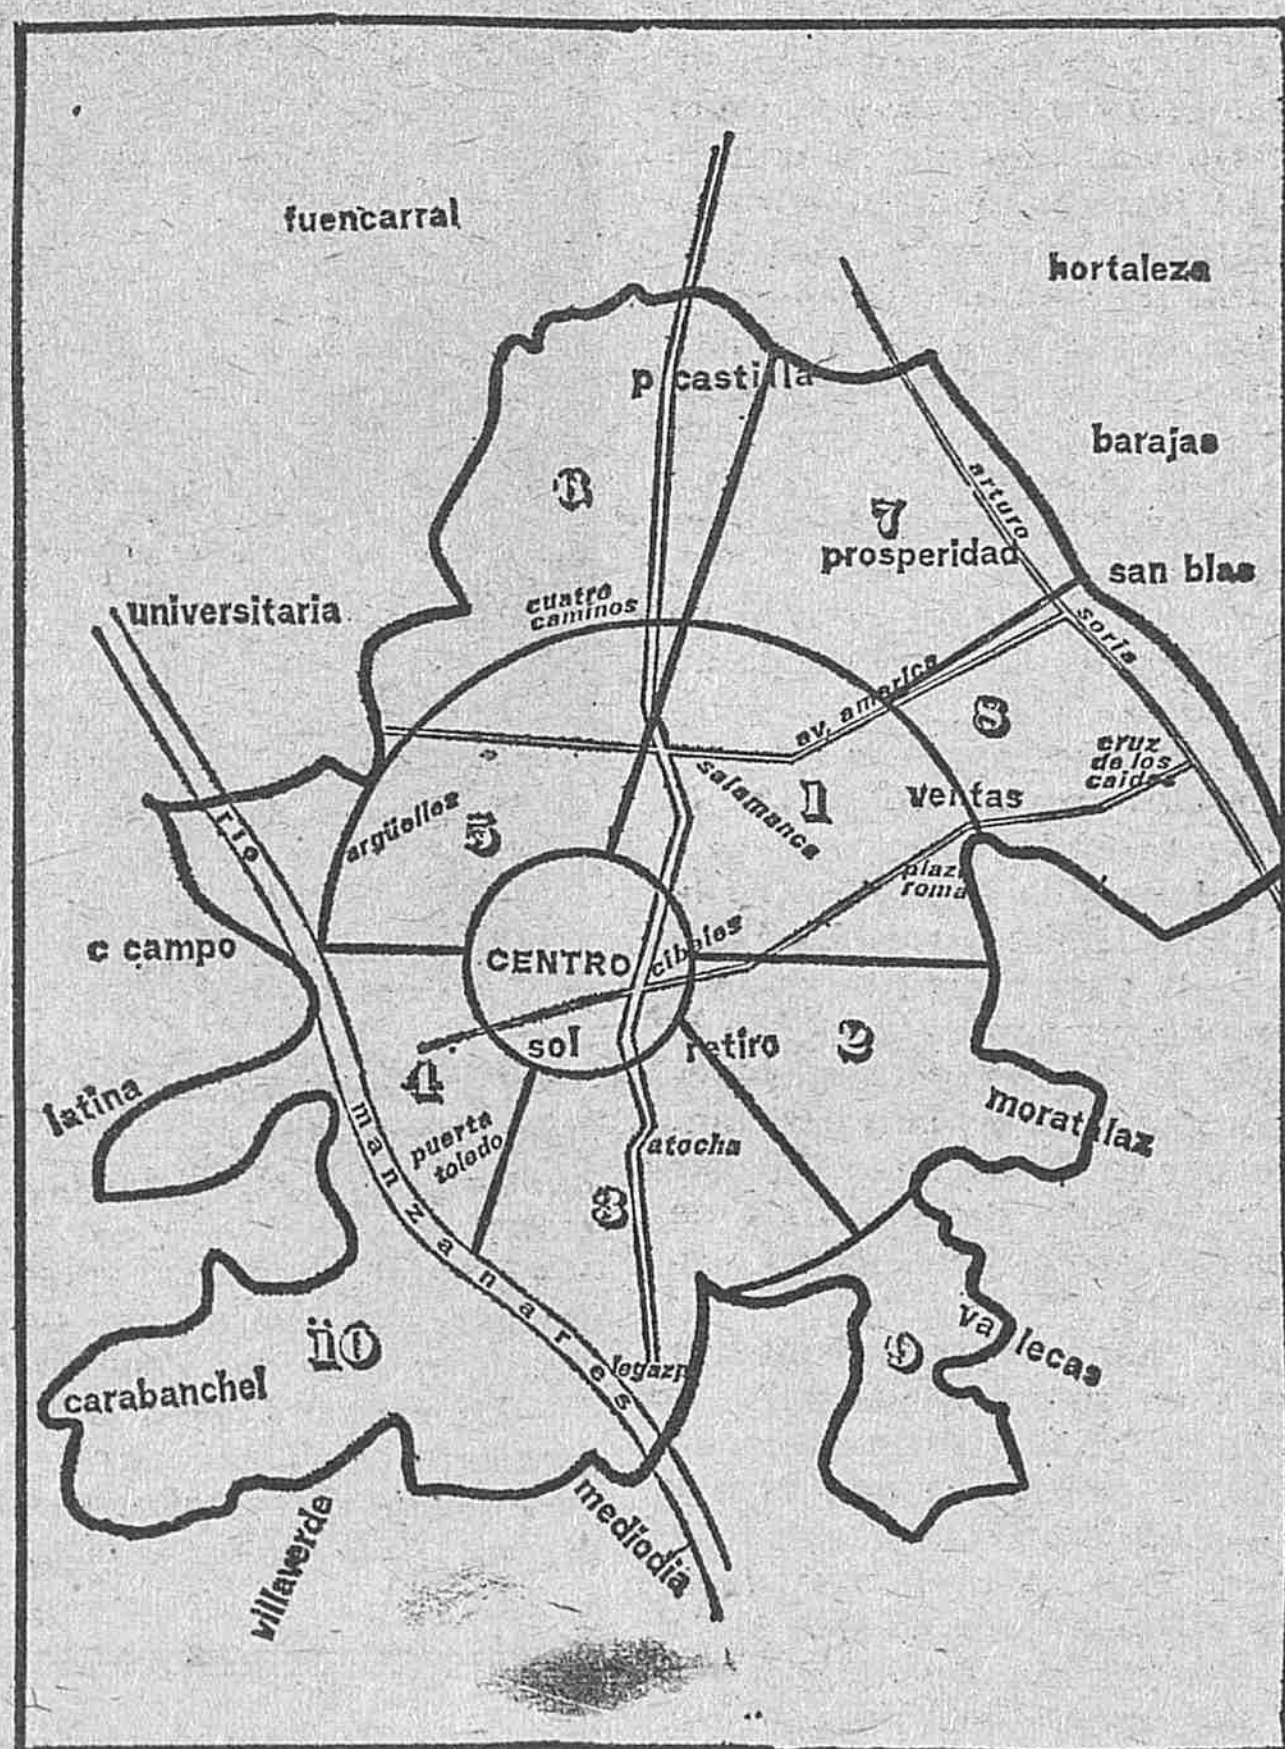 fuencarral
hortaleza
p castilla
barajas
6
arturo
7
prosperidad
san blas
cuatro
caminos
universitaria
soria
av. america
8
cruz
de los
caidos
salamanca
1
ventas
argüelles
5
rio
plaza
roma
c campo
CENTRO
cibeles
sol
retiro
2
4
latina
puerta
toledo
manzanares
moratalaz
atocha
3
vallecas
10
9
legazpi
carabanchel
villaverde
mediodia